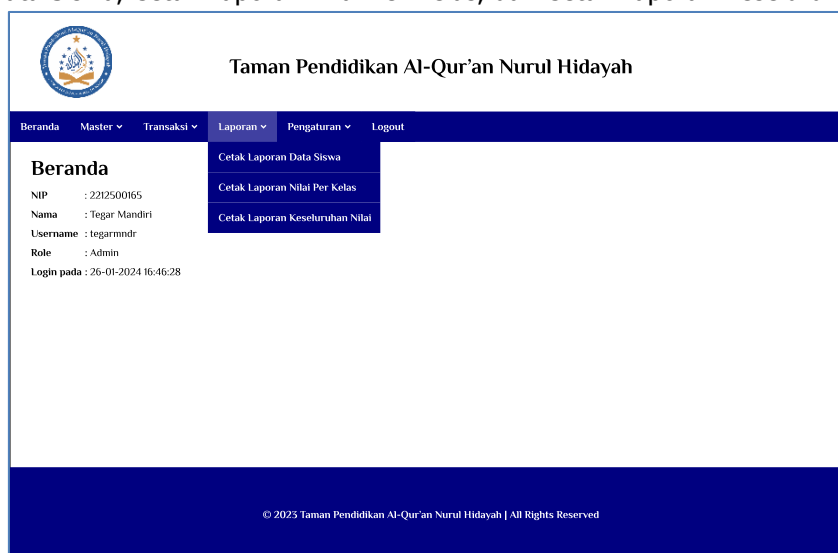 Taman Pendidikan Al-Qur'an Nurul Hidayah
Beranda Master Transaksi Laporan Pengaturan Logout
Cetak Laporan Data Siswa
Cetak Laporan Nilai Per Kelas
Cetak Laporan Keseluruhan Nilai
Beranda
NIP : 2212500165
Nama : Tegar Mandiri
Username : tegarmndr
Role : Admin
Login pada : 26-01-2024 16:46:28
© 2023 Taman Pendidikan Al-Qur'an Nurul Hidayah | All Rights Reserved